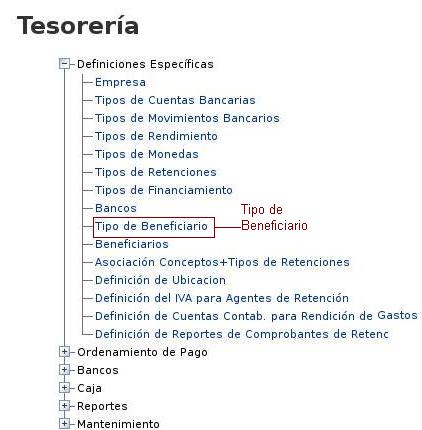 Tesorería
Definiciones Específicas
Empresa
Tipos de Cuentas Bancarias
Tipos de Movimientos Bancarios
Tipos de Rendimiento
Tipos de Monedas
Tipos de Retenciones
Tipos de Financiamiento
Bancos
Tipo de Beneficiario
Tipo de
Beneficiario
Beneficiarios
Asociación Conceptos+Tipos de Retenciones
Definición de Ubicacion
Definición del IVA para Agentes de Retención
Definición de Cuentas Contab. para Rendición de Gastos
Definición de Reportes de Comprobantes de Retenc
Ordenamiento de Pago
Bancos
Caja
Reportes
Mantenimiento